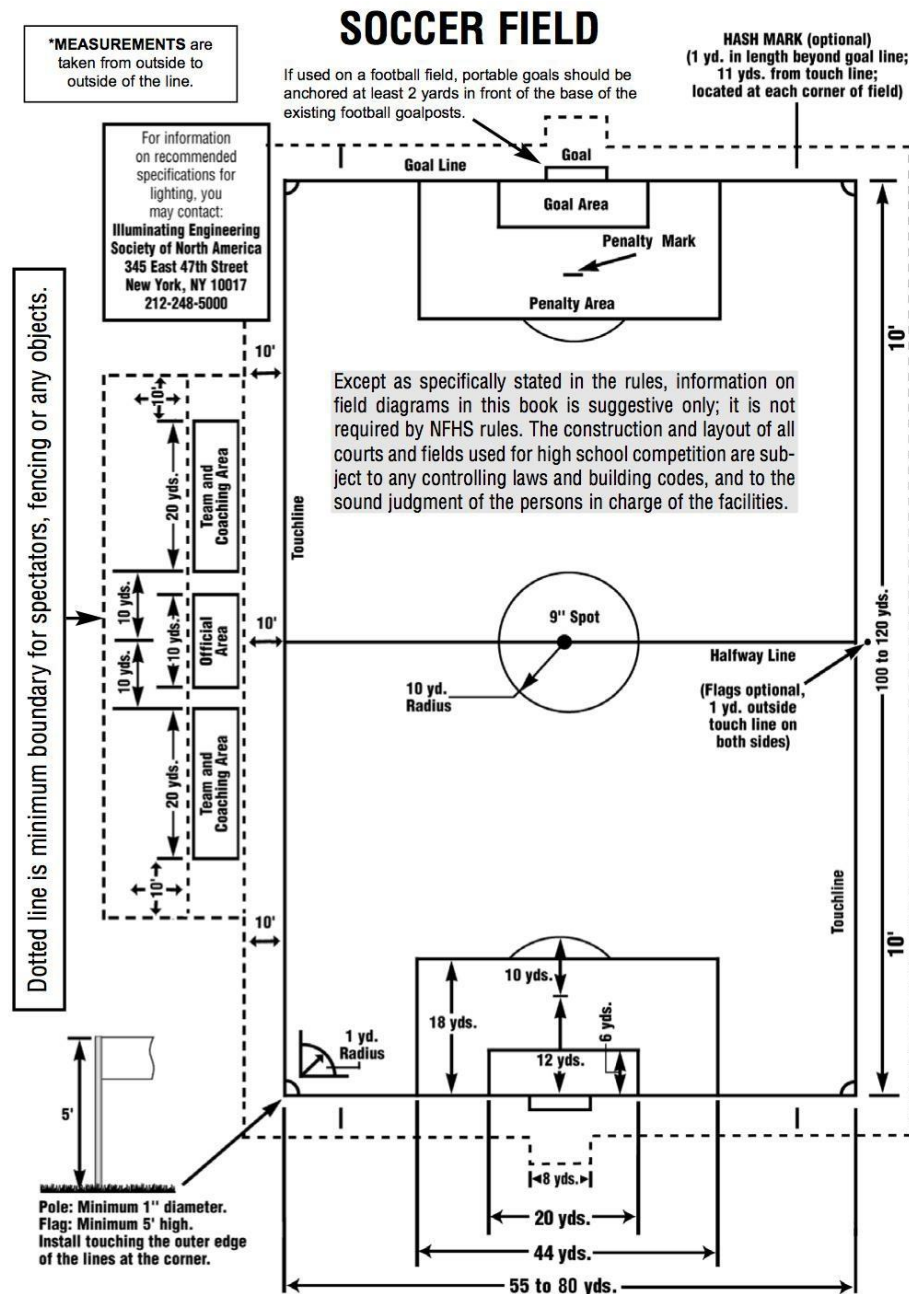 SOCCER FIELD
*MEASUREMENTS are
taken from outside to
outside of the line.
If used on a football field, portable goals should be
anchored at least 2 yards in front of the base of the
existing football goalposts.
HASH MARK (optional)
(1 yd. in length beyond goal line;
11 yds. from touch line;
located at each corner of field)
For information
on recommended
specifications for
lighting, you
may contact:
Illuminating Engineering
Society of North America
345 East 47th Street
New York, NY 10017
212-248-5000
Goal Line
Goal
Goal Area
Penalty Mark
Penalty Area
Dotted line is minimum boundary for spectators, fencing or any objects.
10'
10'
10'
Except as specifically stated in the rules, information on
field diagrams in this book is suggestive only; it is not
required by NFHS rules. The construction and layout of all
courts and fields used for high school competition are sub-
ject to any controlling laws and building codes, and to the
sound judgment of the persons in charge of the facilities.
20 yds.
Team and
Coaching Area
Touchline
10 yds.
10 yds.
10 yds.
Official
Area
10'
9" Spot
10 yd.
Radius
Halfway Line
(Flags optional,
1 yd. outside
touch line on
both sides)
100 to 120 yds.
20 yds.
Team and
Coaching Area
10'
10'
Touchline
10'
10 yds.
18 yds.
12 yds.
6 yds.
1 yd.
Radius
5'
Pole: Minimum 1" diameter.
Flag: Minimum 5' high.
Install touching the outer edge
of the lines at the corner.
8 yds.
20 yds.
44 yds.
55 to 80 yds.